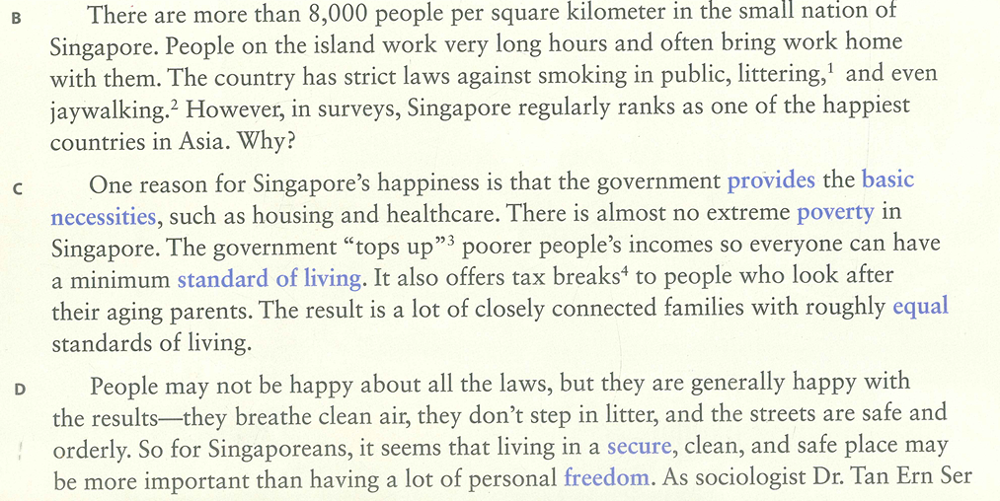 B There are more than 8,000 people per square kilometer in the small nation of
Singapore. People on the island work very long hours and often bring work home
with them. The country has strict laws against smoking in public, littering,¹ and even
jaywalking.² However, in surveys, Singapore regularly ranks as one of the happiest
countries in Asia. Why?
C One reason for Singapore's happiness is that the government provides the basic
necessities, such as housing and healthcare. There is almost no extreme poverty in
Singapore. The government “tops up”³ poorer people's incomes so everyone can have
a minimum standard of living. It also offers tax breaks⁴ to people who look after
their aging parents. The result is a lot of closely connected families with roughly equal
standards of living.
D People may not be happy about all the laws, but they are generally happy with
the results—they breathe clean air, they don't step in litter, and the streets are safe and
orderly. So for Singaporeans, it seems that living in a secure, clean, and safe place may
be more important than having a lot of personal freedom. As sociologist Dr. Tan Ern Ser